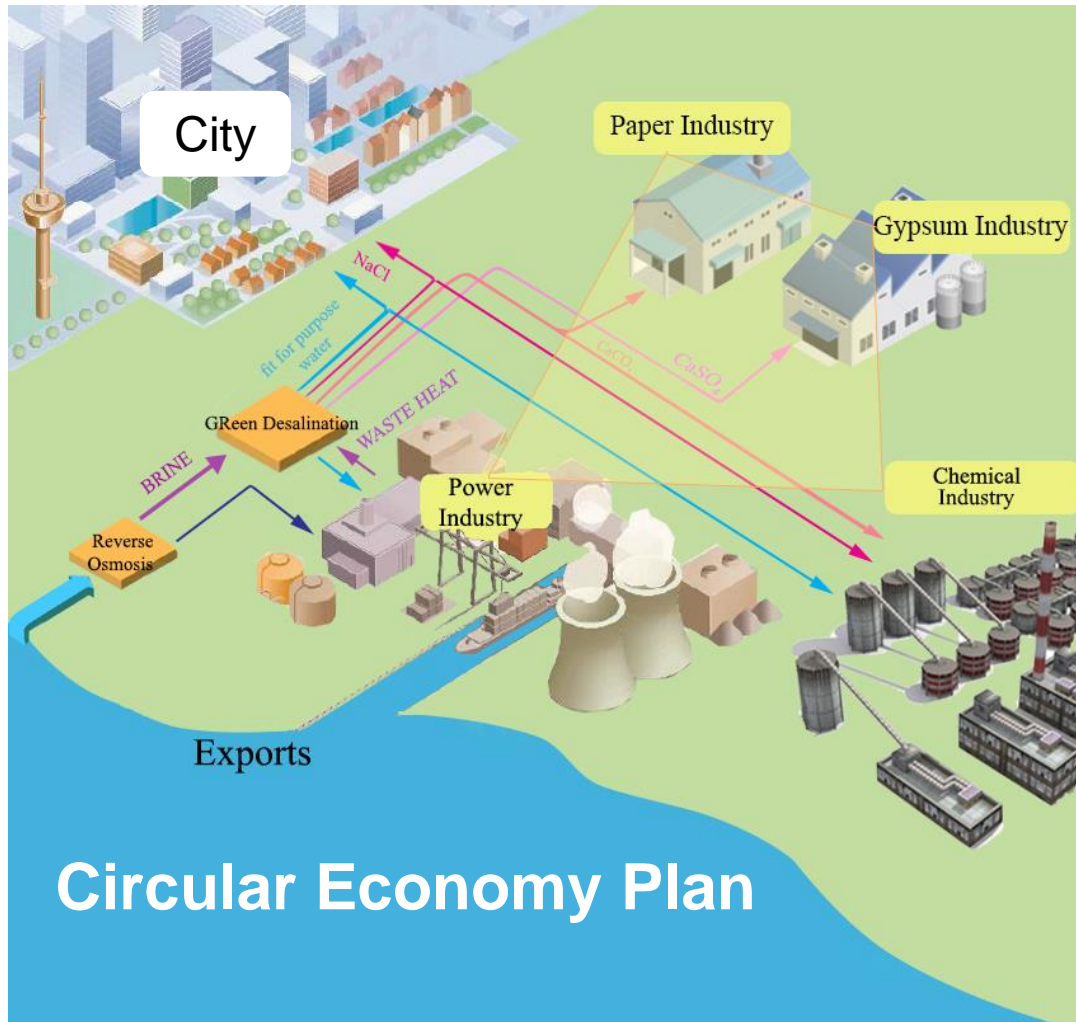 City
Paper Industry
Gypsum Industry
NaCl
fit for purpose
water
CaCO₃
CaSO₄
GReen Desalination
WASTE HEAT
BRINE
Power
Industry
Chemical
Industry
Reverse
Osmosis
Exports
Circular Economy Plan